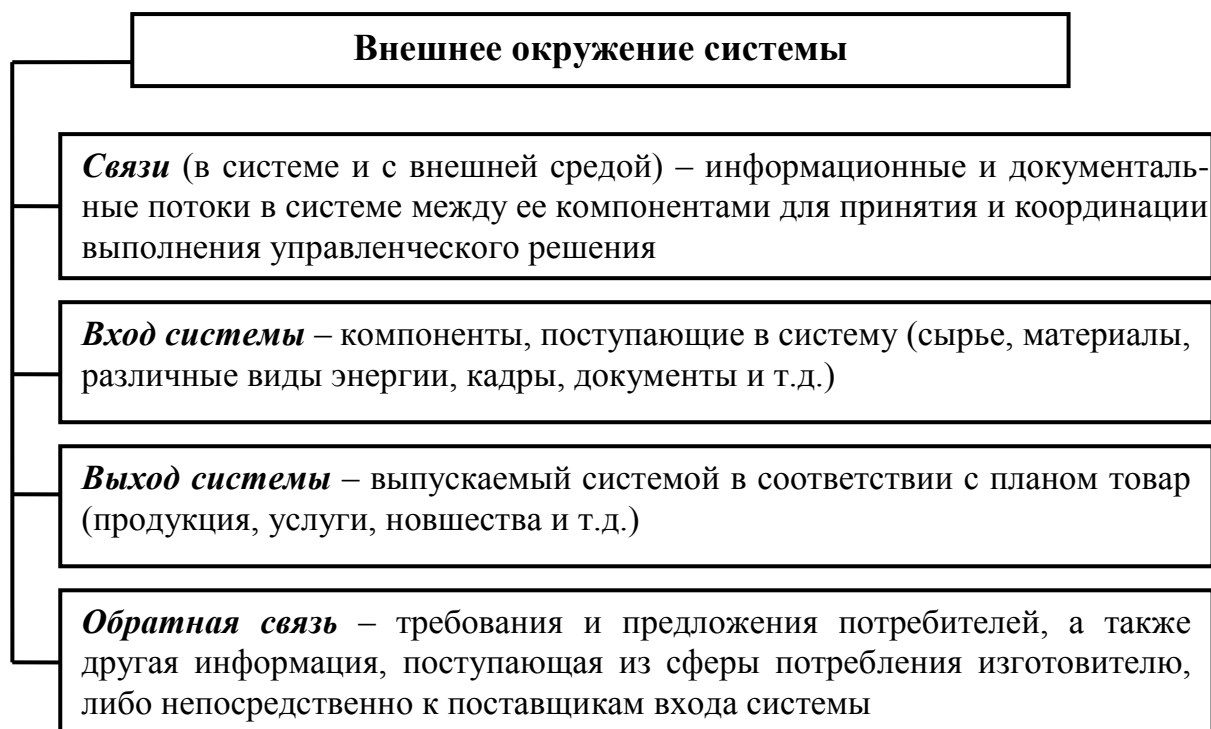 Внешнее окружение системы
Связи (в системе и с внешней средой) – информационные и документаль-
ные потоки в системе между ее компонентами для принятия и координации
выполнения управленческого решения
Вход системы – компоненты, поступающие в систему (сырье, материалы,
различные виды энергии, кадры, документы и т.д.)
Выход системы – выпускаемый системой в соответствии с планом товар
(продукция, услуги, новшества и т.д.)
Обратная связь – требования и предложения потребителей, а также
другая информация, поступающая из сферы потребления изготовителю,
либо непосредственно к поставщикам входа системы